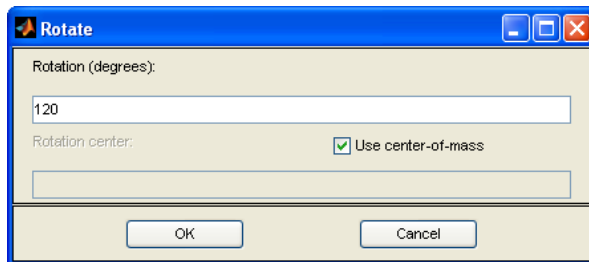 Rotate
Rotation (degrees):
120
Rotation center:
Use center-of-mass
OK
Cancel